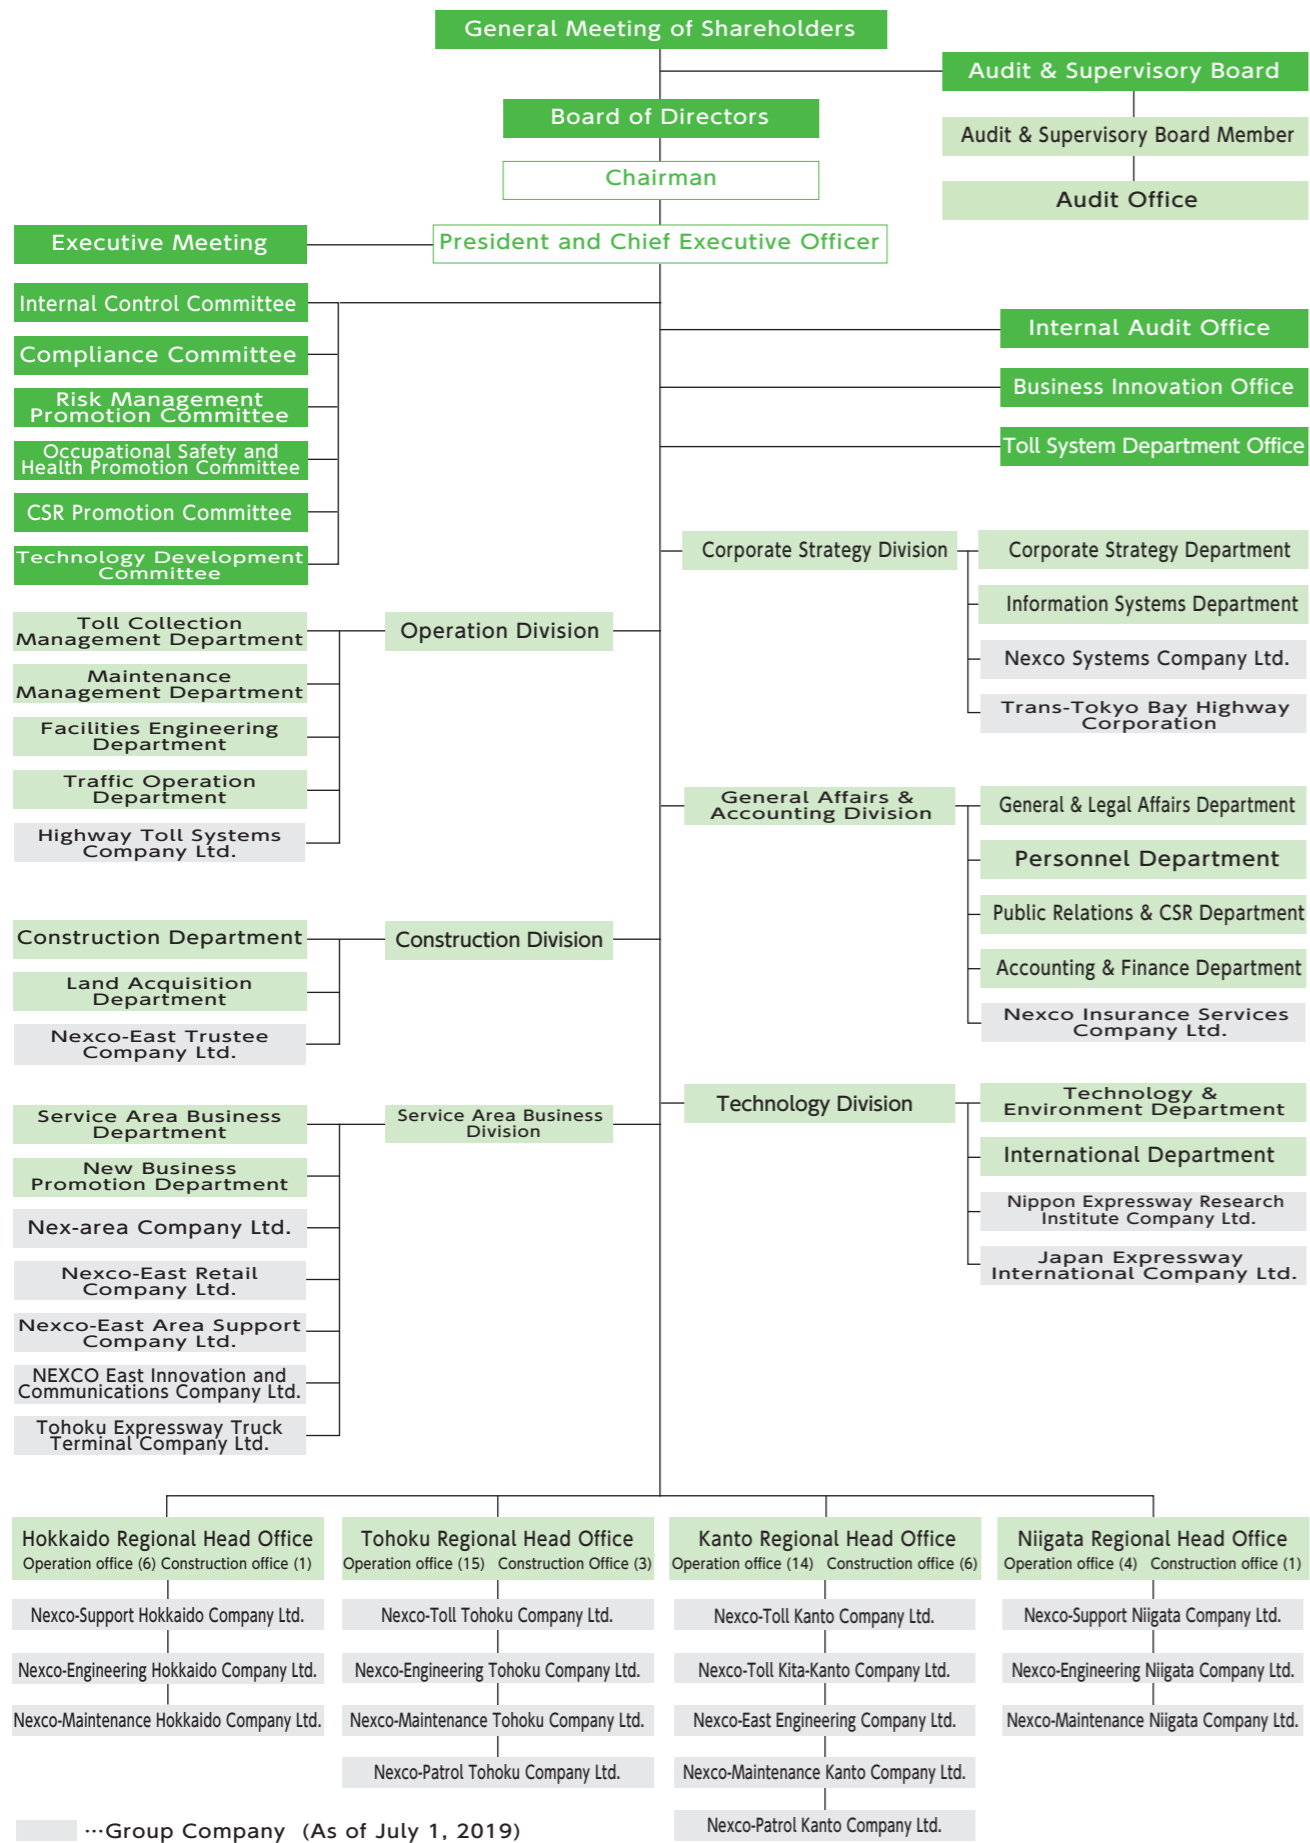 General Meeting of Shareholders
Audit & Supervisory Board
Board of Directors
Audit & Supervisory Board Member
Chairman
Audit Office
Executive Meeting
President and Chief Executive Officer
Internal Control Committee
Compliance Committee
Risk Management
Promotion Committee
Occupational Safety and
Health Promotion Committee
CSR Promotion Committee
Technology Development
Committee
Internal Audit Office
Business Innovation Office
Toll System Department Office
Corporate Strategy Division
Corporate Strategy Department
Information Systems Department
Nexco Systems Company Ltd.
Trans-Tokyo Bay Highway
Corporation
Operation Division
Toll Collection
Management Department
Maintenance
Management Department
Facilities Engineering
Department
Traffic Operation
Department
Highway Toll Systems
Company Ltd.
General Affairs &
Accounting Division
General & Legal Affairs Department
Personnel Department
Public Relations & CSR Department
Accounting & Finance Department
Nexco Insurance Services
Company Ltd.
Construction Division
Construction Department
Land Acquisition
Department
Nexco-East Trustee
Company Ltd.
Technology Division
Technology &
Environment Department
International Department
Nippon Expressway Research
Institute Company Ltd.
Japan Expressway
International Company Ltd.
Service Area Business
Division
Service Area Business
Department
New Business
Promotion Department
Nex-area Company Ltd.
Nexco-East Retail
Company Ltd.
Nexco-East Area Support
Company Ltd.
NEXCO East Innovation and
Communications Company Ltd.
Tohoku Expressway Truck
Terminal Company Ltd.
Hokkaido Regional Head Office
Operation office (6) Construction office (1)
Nexco-Support Hokkaido Company Ltd.
Nexco-Engineering Hokkaido Company Ltd.
Nexco-Maintenance Hokkaido Company Ltd.
Tohoku Regional Head Office
Operation office (15) Construction Office (3)
Nexco-Toll Tohoku Company Ltd.
Nexco-Engineering Tohoku Company Ltd.
Nexco-Maintenance Tohoku Company Ltd.
Nexco-Patrol Tohoku Company Ltd.
Kanto Regional Head Office
Operation office (14) Construction office (6)
Nexco-Toll Kanto Company Ltd.
Nexco-Toll Kita-Kanto Company Ltd.
Nexco-East Engineering Company Ltd.
Nexco-Maintenance Kanto Company Ltd.
Nexco-Patrol Kanto Company Ltd.
Niigata Regional Head Office
Operation office (4) Construction office (1)
Nexco-Support Niigata Company Ltd.
Nexco-Engineering Niigata Company Ltd.
Nexco-Maintenance Niigata Company Ltd.
…Group Company (As of July 1, 2019)